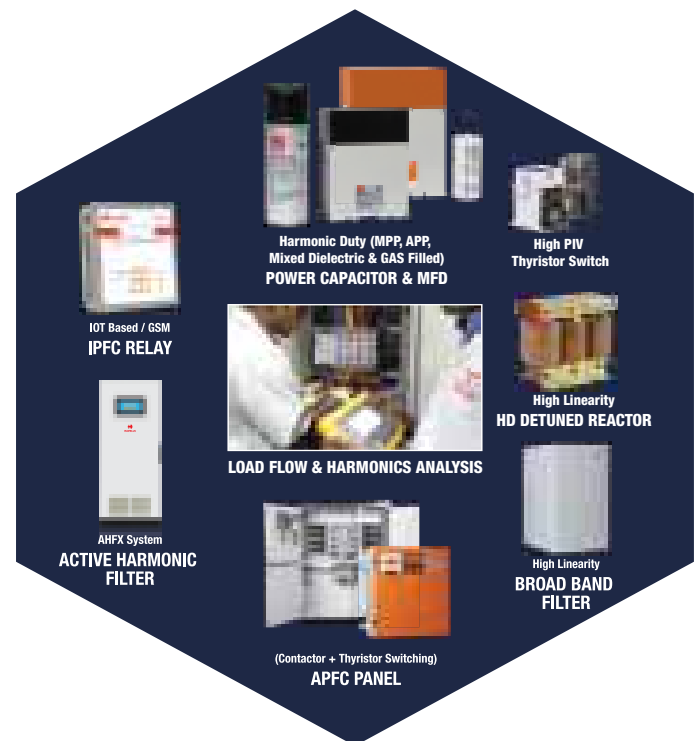 Harmonic Duty (MPP, APP,
Mixed Dielectric & GAS Filled)
POWER CAPACITOR & MFD
High PIV
Thyristor Switch
IOT Based / GSM
IPFC RELAY
High Linearity
HD DETUNED REACTOR
LOAD FLOW & HARMONICS ANALYSIS
AHFX System
ACTIVE HARMONIC
FILTER
High Linearity
BROAD BAND
FILTER
(Contactor + Thyristor Switching)
APFC PANEL